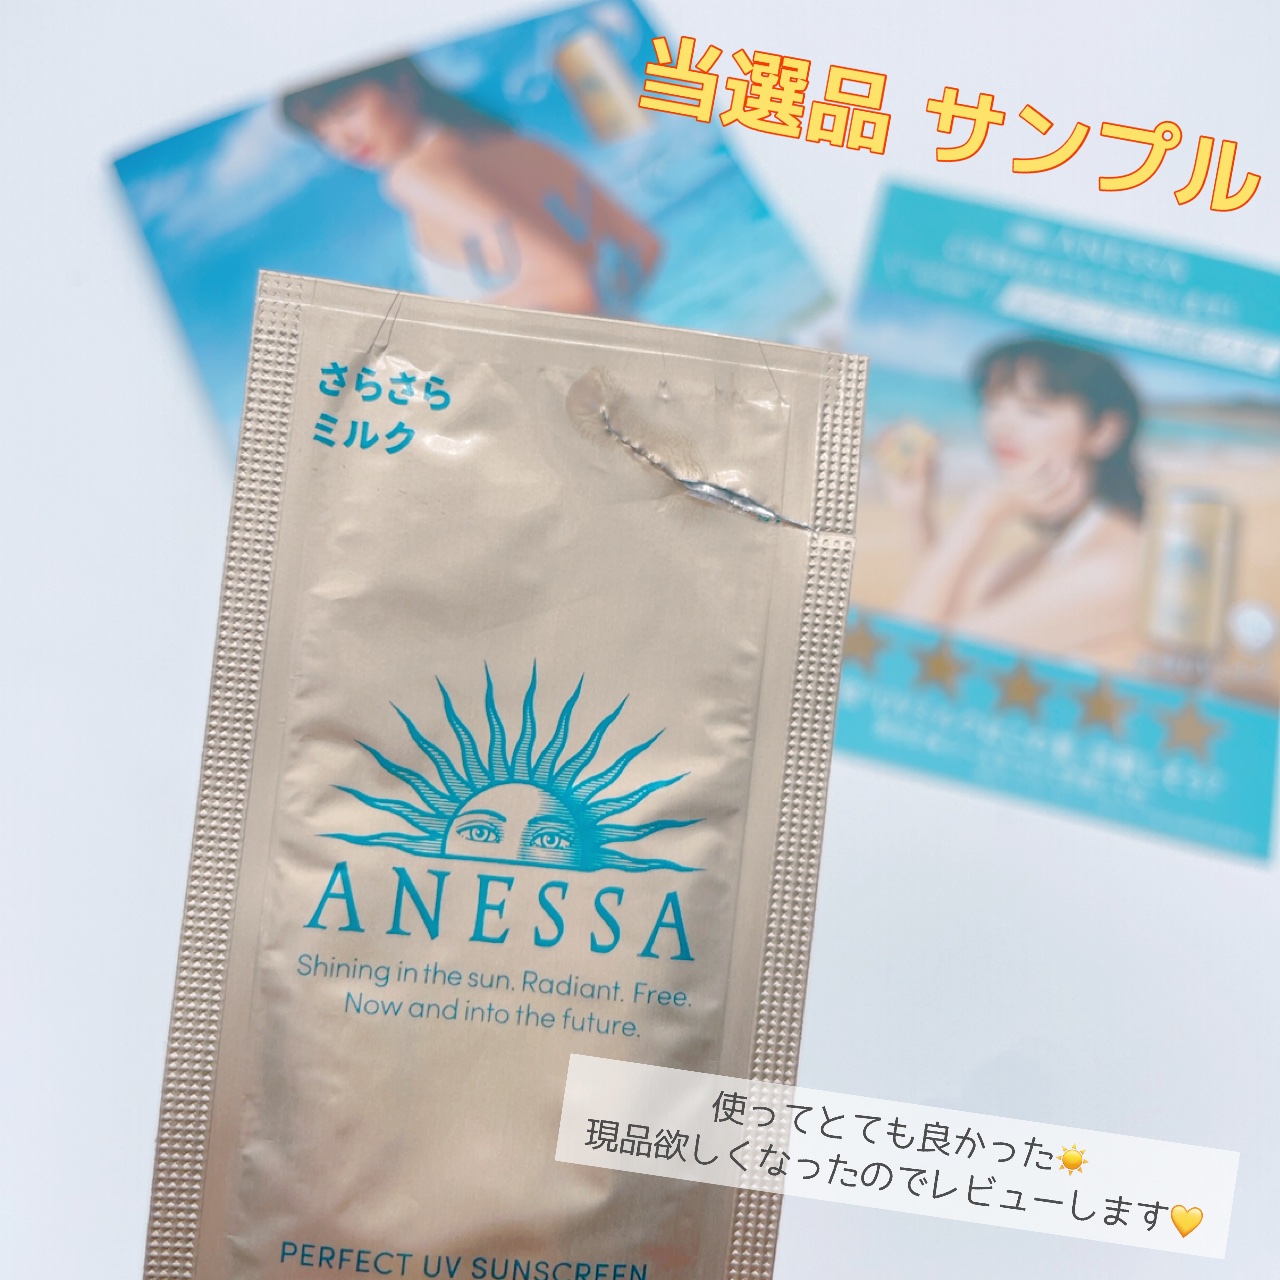 当選品 サンプル
ANESSA
さらさら
ミルク
ANESSA
Shining in the sun. Radiant. Free.
Now and into the future.
使ってとても良かった☀️
現品欲しくなったのでレビューします💛
PERFECT UV SUNSCREEN